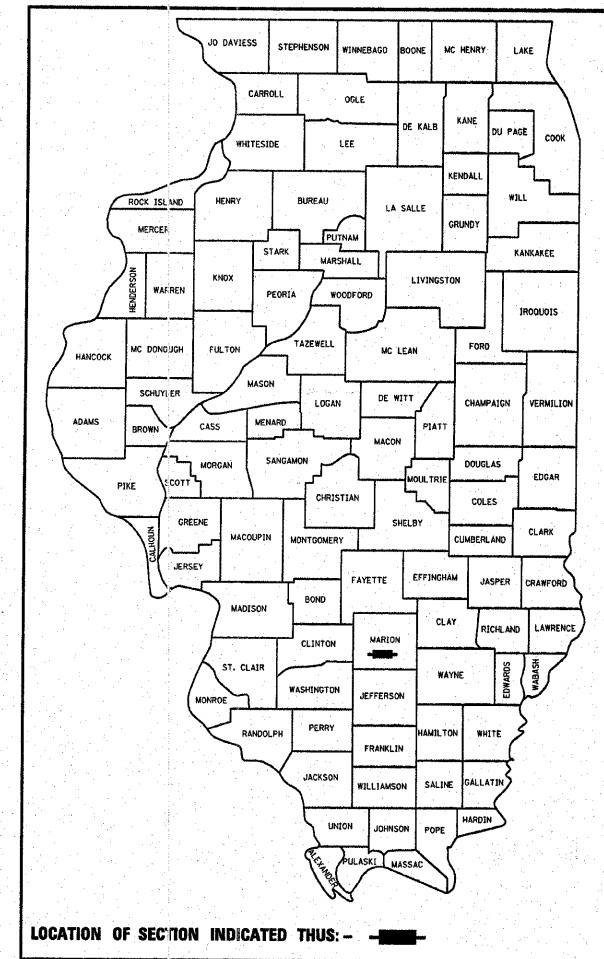 JO DAVIESS STEPHENSON WINNEBAGO BOONE MC HENRY LAKE
CARROLL OGLE DE KALB KANE DU PAGE COOK
WHITESIDE LEE KENDALL WILL
ROCK ISLAND HENRY BUREAU LA SALLE GRUNDY
MERCER PUTNAM KANKAKEE
STARK MARSHALL
HENDERSON WARREN KNOX PEORIA WOODFORD LIVINGSTON IROQUOIS
HANCOCK MC DONOUGH FULTON TAZEWELL MC LEAN FORD
SCHUYLER MASON LOGAN DE WITT CHAMPAIGN VERMILION
ADAMS BROWN CASS MENARD MACON PIATT
PIKE SCOTT MORGAN SANGAMON MOULTRIE DOUGLAS EDGAR
CHRISTIAN COLES
CALHOUN GREENE MACOUPIN MONTGOMERY SHELBY CUMBERLAND CLARK
JERSEY FAYETTE EFFINGHAM JASPER CRAWFORD
MADISON BOND CLAY RICHLAND LAWRENCE
CLINTON MARION
ST. CLAIR WAYNE EDWARDS WABASH
MONROE WASHINGTON JEFFERSON
RANDOLPH PERRY HAMILTON WHITE
FRANKLIN
JACKSON WILLIAMSON SALINE GALLATIN
UNION JOHNSON POPE HARDIN
ALEXANDER PULASKI MASSAC
LOCATION OF SECTION INDICATED THUS: -